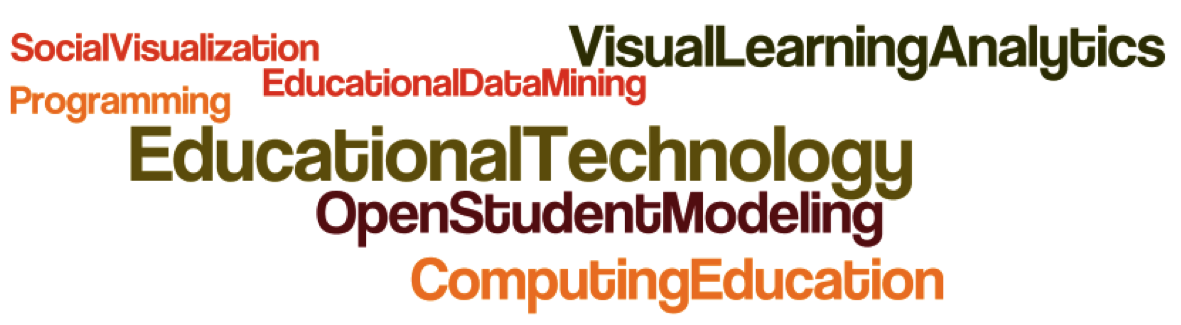 SocialVisualization
VisualLearningAnalytics
EducationalDataMining
Programming
EducationalTechnology
OpenStudentModeling
ComputingEducation